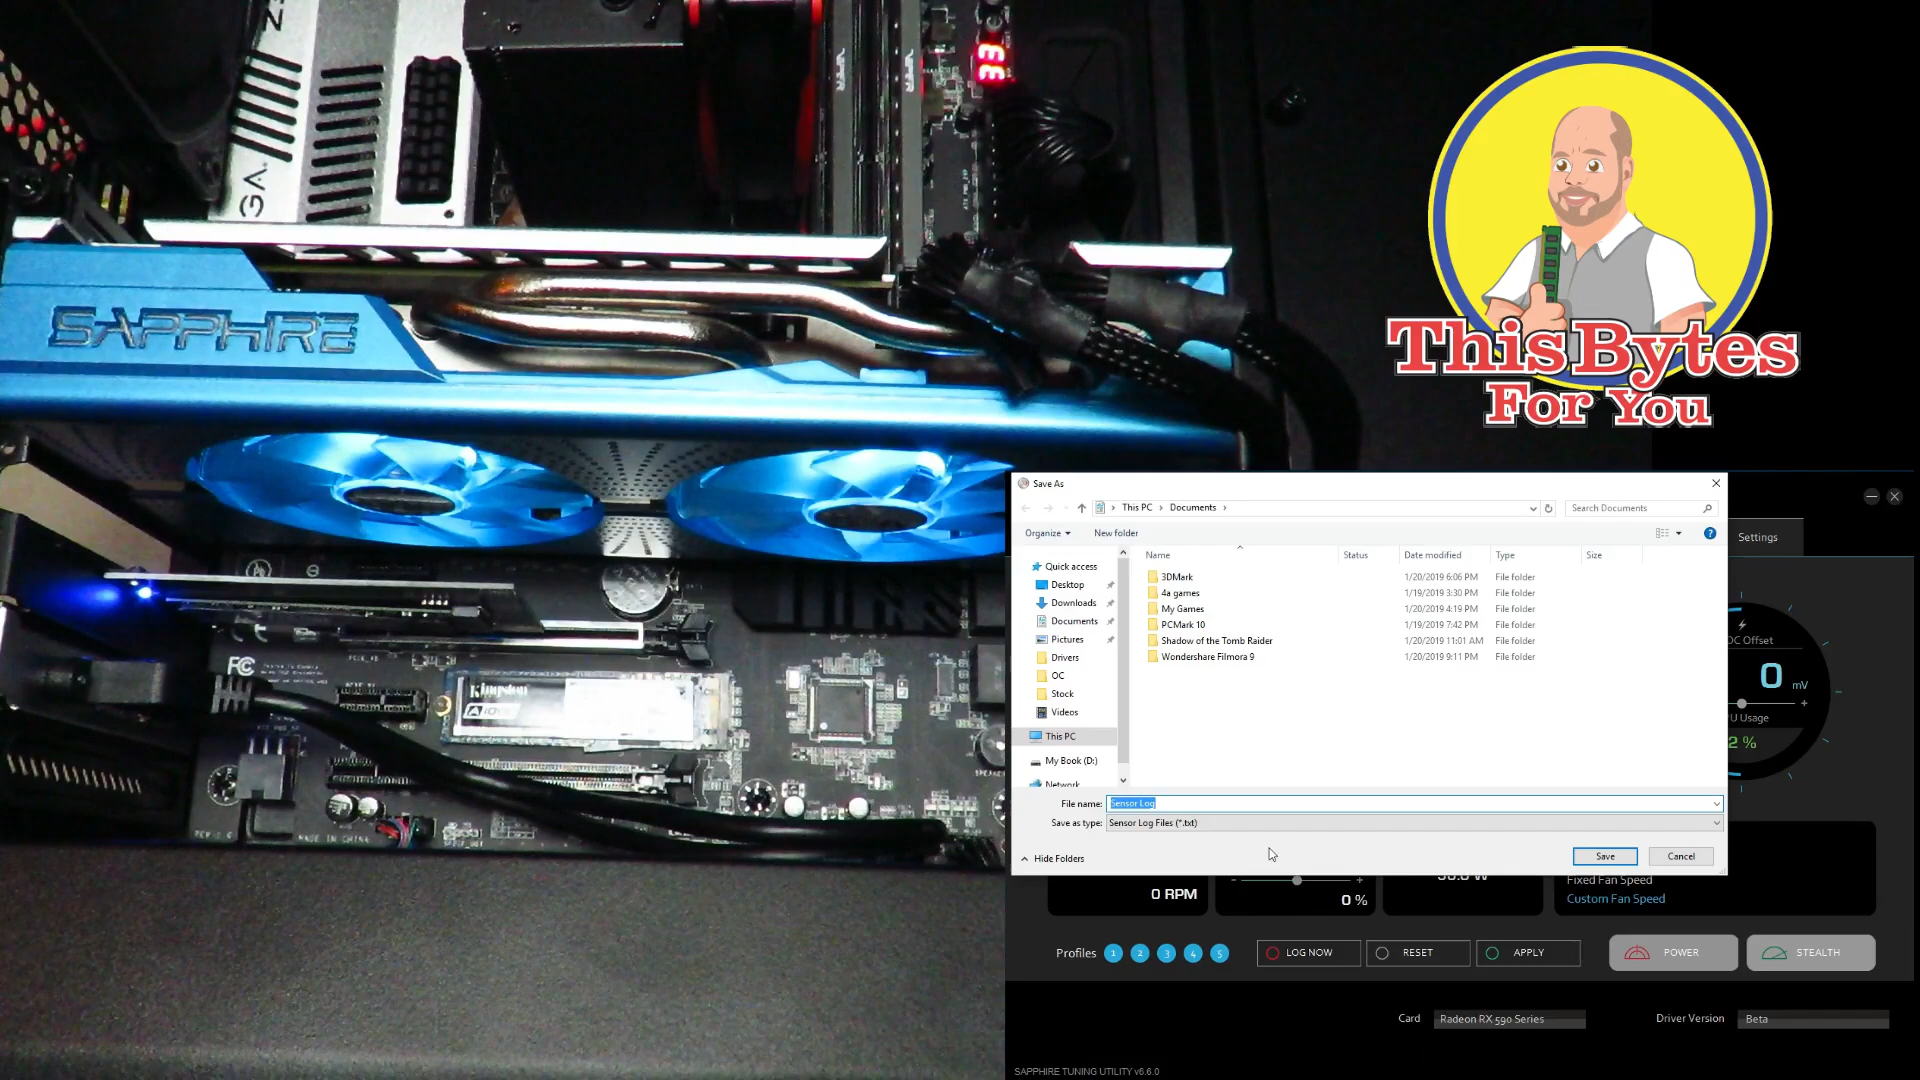 GA.
VIPER
VIPER
33
ThisBytes
For You
SAPPHIRE
FC
Kingston
A1000
MADE IN CHINA
Save As
This PC > Documents >
Search Documents
Organize
New folder
Settings
Name
Status
Date modified
Type
Size
Quick access
Desktop
Downloads
Documents
Pictures
Drivers
OC
Stock
Videos
This PC
My Book (D:)
Network
3DMark 1/20/2019 6:06 PM File folder
4a games 1/19/2019 3:30 PM File folder
My Games 1/20/2019 4:19 PM File folder
PCMark 10 1/19/2019 7:42 PM File folder
Shadow of the Tomb Raider 1/20/2019 11:01 AM File folder
Wondershare Filmora 9 1/20/2019 9:11 PM File folder
DC Offset
0 mV
- +
U Usage
2 %
File name: Sensor Log
Save as type: Sensor Log Files (*.txt)
Hide Folders
Save
Cancel
0 RPM
- +
0 %
Fixed Fan Speed
Custom Fan Speed
Profiles 1 2 3 4 5
LOG NOW
RESET
APPLY
POWER
STEALTH
Card Radeon RX 590 Series
Driver Version Beta
SAPPHIRE TUNING UTILITY v6.6.0